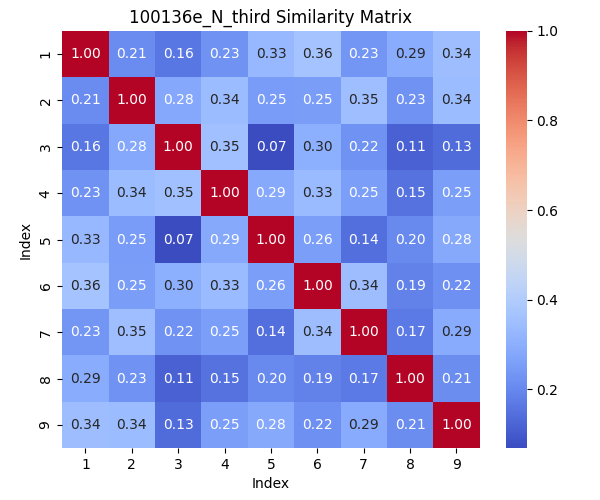 100136e_N_third Similarity Matrix
1 1.00 0.21 0.16 0.23 0.33 0.36 0.23 0.29 0.34
2 0.21 1.00 0.28 0.34 0.25 0.25 0.35 0.23 0.34
3 0.16 0.28 1.00 0.35 0.07 0.30 0.22 0.11 0.13
4 0.23 0.34 0.35 1.00 0.29 0.33 0.25 0.15 0.25
5 0.33 0.25 0.07 0.29 1.00 0.26 0.14 0.20 0.28
6 0.36 0.25 0.30 0.33 0.26 1.00 0.34 0.19 0.22
7 0.23 0.35 0.22 0.25 0.14 0.34 1.00 0.17 0.29
8 0.29 0.23 0.11 0.15 0.20 0.19 0.17 1.00 0.21
9 0.34 0.34 0.13 0.25 0.28 0.22 0.29 0.21 1.00
1 2 3 4 5 6 7 8 9
Index
Index
1.0
0.8
0.6
0.4
0.2